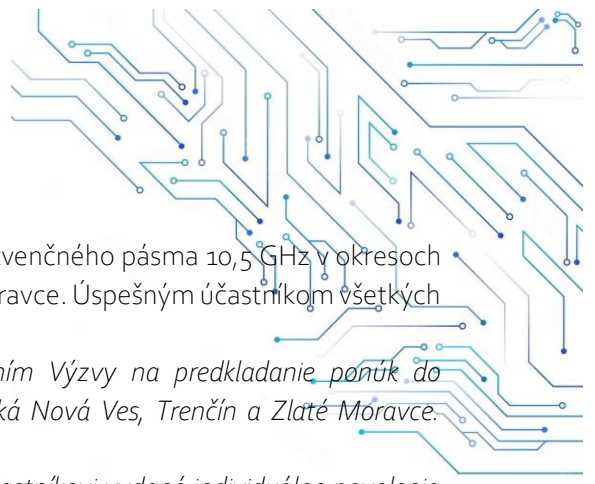 venčného pásma 10,5 GHz v okresoch
ravce. Úspešným účastníkom všetkých
ním Výzvy na predkladanie ponúk do
ká Nová Ves, Trenčín a Zlaté Moravce.